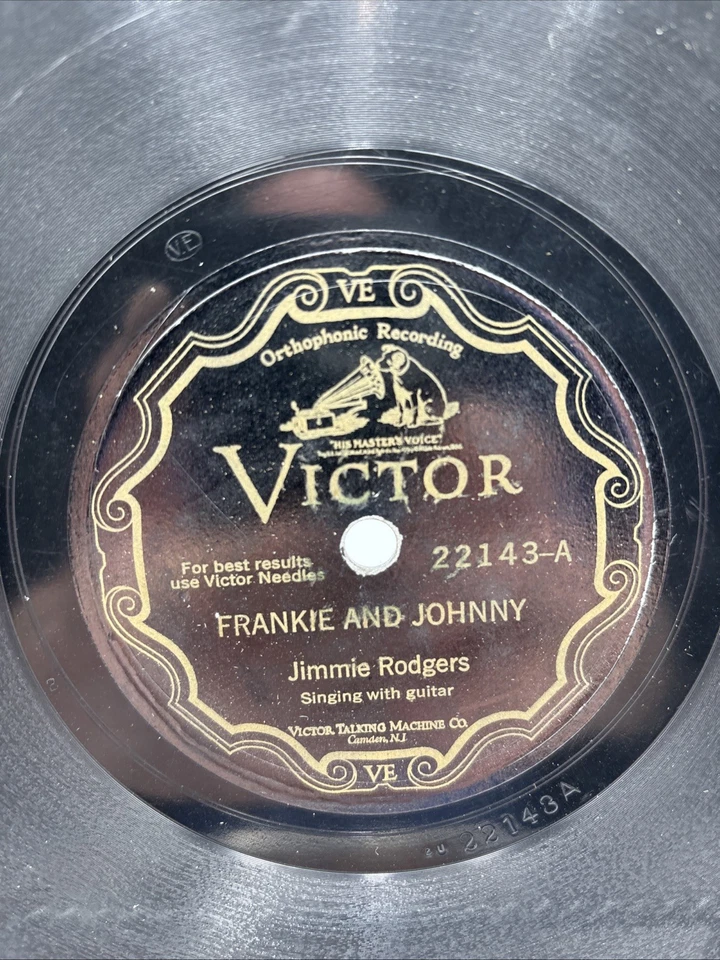 VE
VE
Orthophonic Recording
"HIS MASTER'S VOICE"
VICTOR
For best results
use Victor Needles
22143-A
FRANKIE AND JOHNNY
Jimmie Rodgers
Singing with guitar
VICTOR TALKING MACHINE CO.
Camden, N.J.
VE
22143A